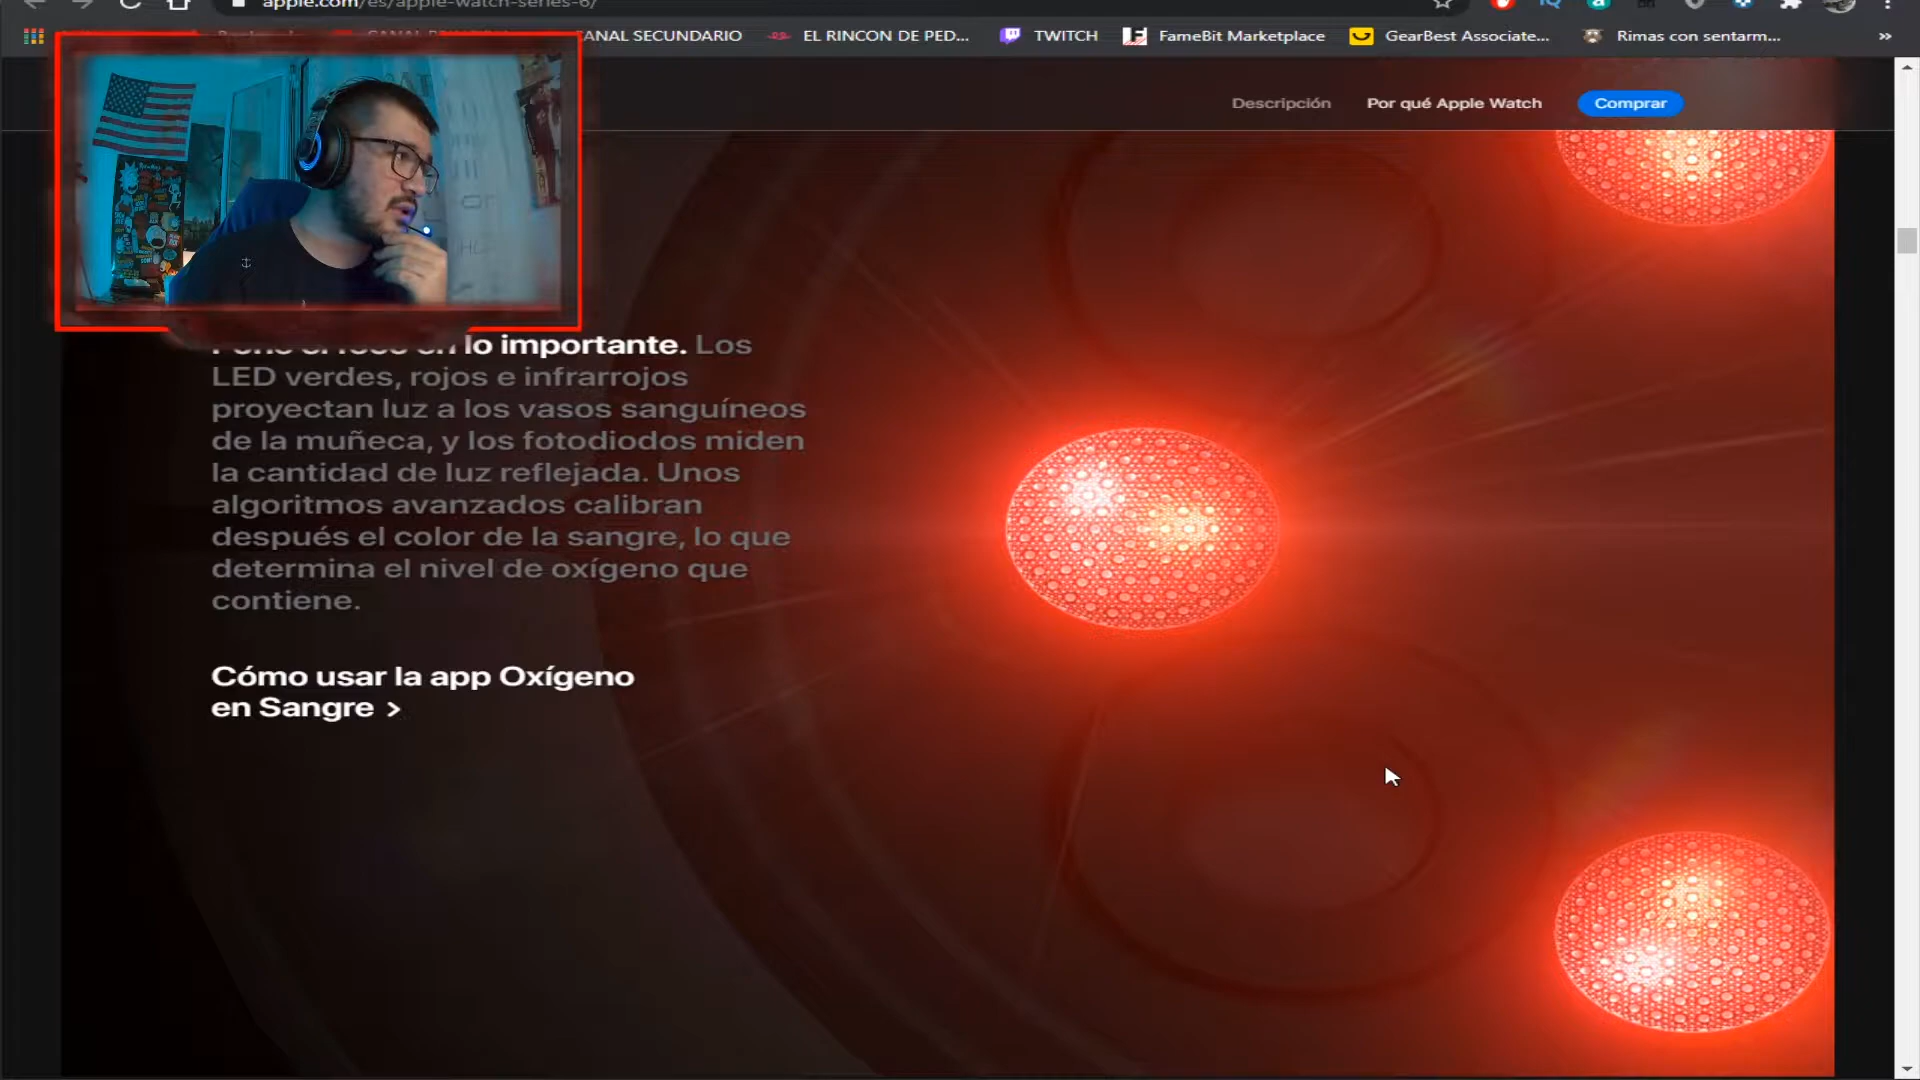 apple.com/es/apple-watch-series-6/
CANAL SECUNDARIO
EL RINCON DE PED...
TWITCH
FameBit Marketplace
GearBest Associate...
Rimas con sentarm...
»
Descripción
Por qué Apple Watch
Comprar
lo importante. Los
LED verdes, rojos e infrarrojos
proyectan luz a los vasos sanguíneos
de la muñeca, y los fotodiodos miden
la cantidad de luz reflejada. Unos
algoritmos avanzados calibran
después el color de la sangre, lo que
determina el nivel de oxígeno que
contiene.
Cómo usar la app Oxígeno
en Sangre >